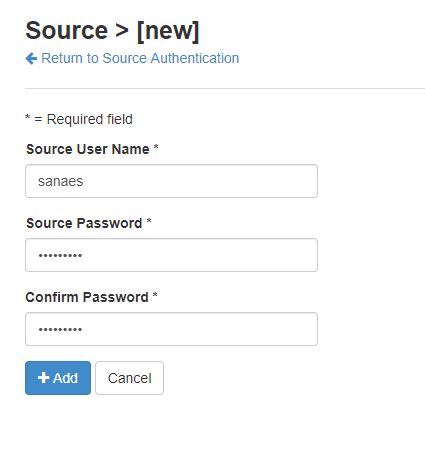 Source > [new]
Return to Source Authentication
* = Required field
Source User Name *
sanaes
Source Password *
•••••••••
Confirm Password *
•••••••••
+ Add Cancel